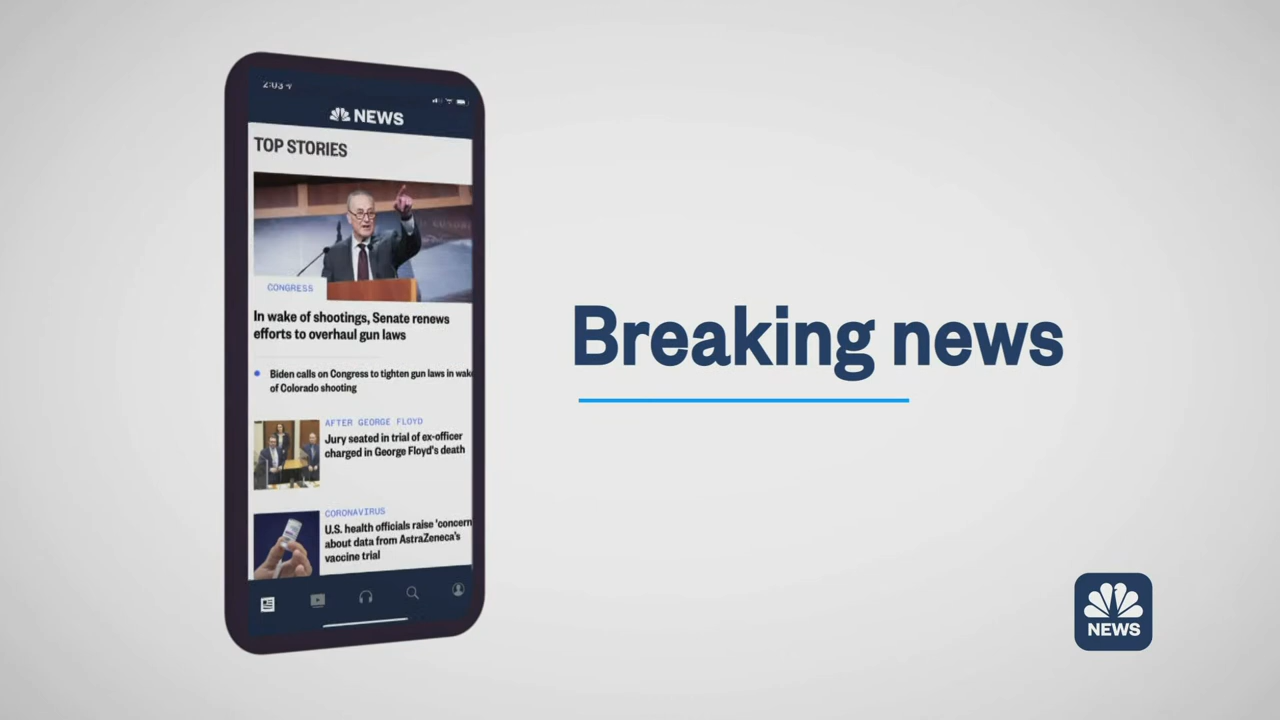 2:03
NEWS
TOP STORIES
CONGRESS
In wake of shootings, Senate renews
efforts to overhaul gun laws
Biden calls on Congress to tighten gun laws in wake
of Colorado shooting
AFTER GEORGE FLOYD
Jury seated in trial of ex-officer
charged in George Floyd's death
CORONAVIRUS
U.S. health officials raise 'concern
about data from AstraZeneca's
vaccine trial
Breaking news
NEWS